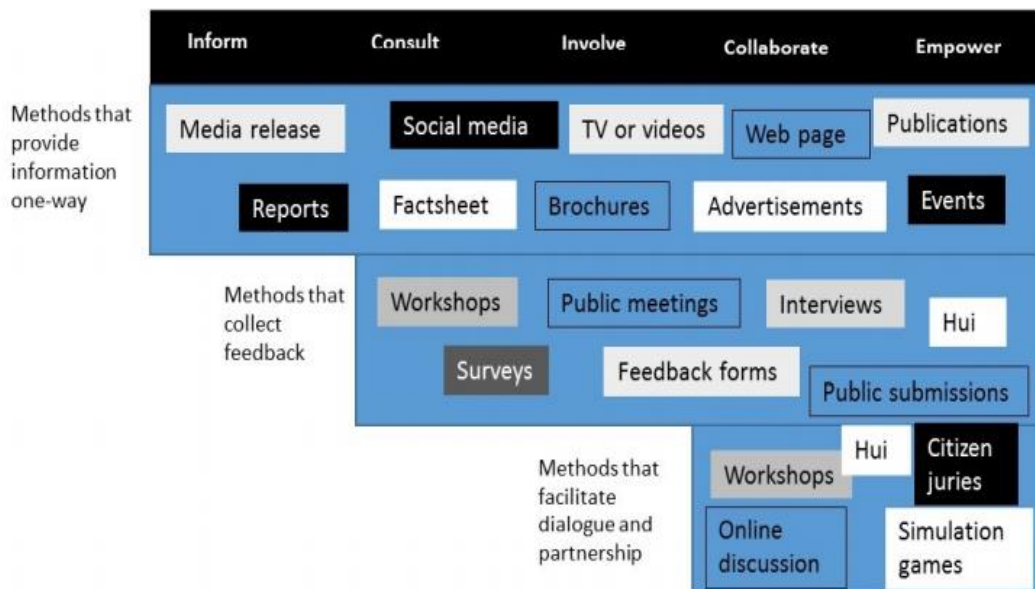 Inform Consult Involve Collaborate Empower
Methods that
provide
information
one-way
Media release
Social media
TV or videos
Web page
Publications
Reports
Factsheet
Brochures
Advertisements
Events
Methods that
collect
feedback
Workshops
Public meetings
Interviews
Hui
Surveys
Feedback forms
Public submissions
Methods that
facilitate
dialogue and
partnership
Workshops
Hui
Citizen
juries
Online
discussion
Simulation
games